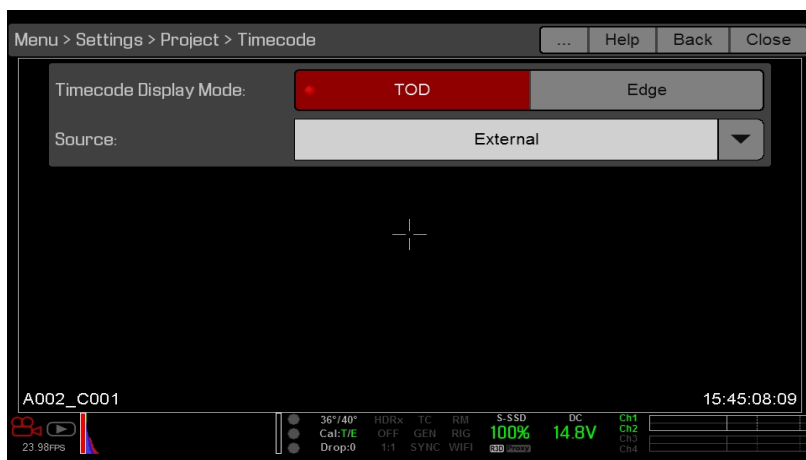 Menu > Settings > Project > Timecode ... Help Back Close
Timecode Display Mode: TOD Edge
Source: External
A002_C001 15:45:08:09
36°/40° HDRx TC RM S-SSD DC Ch1
Cal:T/E OFF GEN RIG 100% 14.8V Ch2
Ch3
23.98FPS Drop:0 1:1 SYNC WIFI R3D Proxy Ch4